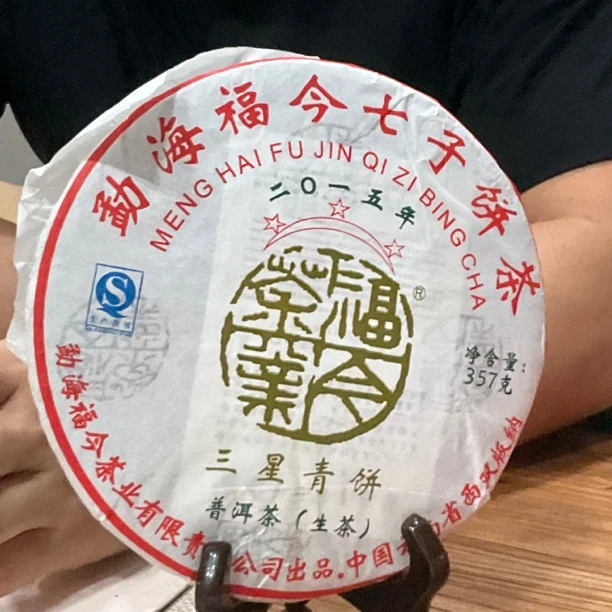 勐海福今七子饼茶
MENG HAI FU JIN QI ZI BING CHA
二〇一五年
福今茶業
®
S
净含量:
357克
三星青饼
普洱茶（生茶）
勐海福今茶业有限责 公司出品.中国 南省西双版纳